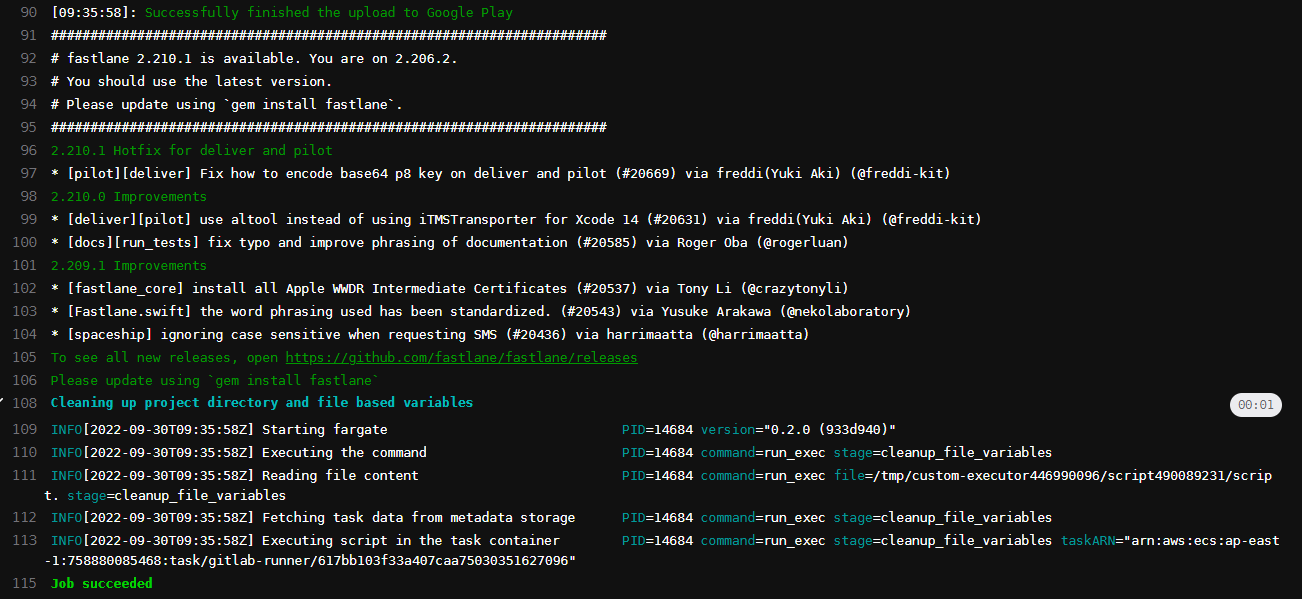 90 [09:35:58]: Successfully finished the upload to Google Play
91 #######################################################################
92 # fastlane 2.210.1 is available. You are on 2.206.2.
93 # You should use the latest version.
94 # Please update using `gem install fastlane`.
95 #######################################################################
96 2.210.1 Hotfix for deliver and pilot
97 * [pilot][deliver] Fix how to encode base64 p8 key on deliver and pilot (#20669) via freddi(Yuki Aki) (@freddi-kit)
98 2.210.0 Improvements
99 * [deliver][pilot] use altool instead of using iTMSTransporter for Xcode 14 (#20631) via freddi(Yuki Aki) (@freddi-kit)
100 * [docs][run_tests] fix typo and improve phrasing of documentation (#20585) via Roger Oba (@rogerluan)
101 2.209.1 Improvements
102 * [fastlane_core] install all Apple WWDR Intermediate Certificates (#20537) via Tony Li (@crazytonyli)
103 * [Fastlane.swift] the word phrasing used has been standardized. (#20543) via Yusuke Arakawa (@nekolaboratory)
104 * [spaceship] ignoring case sensitive when requesting SMS (#20436) via harrimaatta (@harrimaatta)
105 To see all new releases, open https://github.com/fastlane/fastlane/releases
106 Please update using `gem install fastlane`
108 Cleaning up project directory and file based variables 00:01
109 INFO[2022-09-30T09:35:58Z] Starting fargate PID=14684 version="0.2.0 (933d940)"
110 INFO[2022-09-30T09:35:58Z] Executing the command PID=14684 command=run_exec stage=cleanup_file_variables
111 INFO[2022-09-30T09:35:58Z] Reading file content PID=14684 command=run_exec file=/tmp/custom-executor446990096/script490089231/scrip
t. stage=cleanup_file_variables
112 INFO[2022-09-30T09:35:58Z] Fetching task data from metadata storage PID=14684 command=run_exec stage=cleanup_file_variables
113 INFO[2022-09-30T09:35:58Z] Executing script in the task container PID=14684 command=run_exec stage=cleanup_file_variables taskARN="arn:aws:ecs:ap-east
-1:758880085468:task/gitlab-runner/617bb103f33a407caa75030351627096"
115 Job succeeded